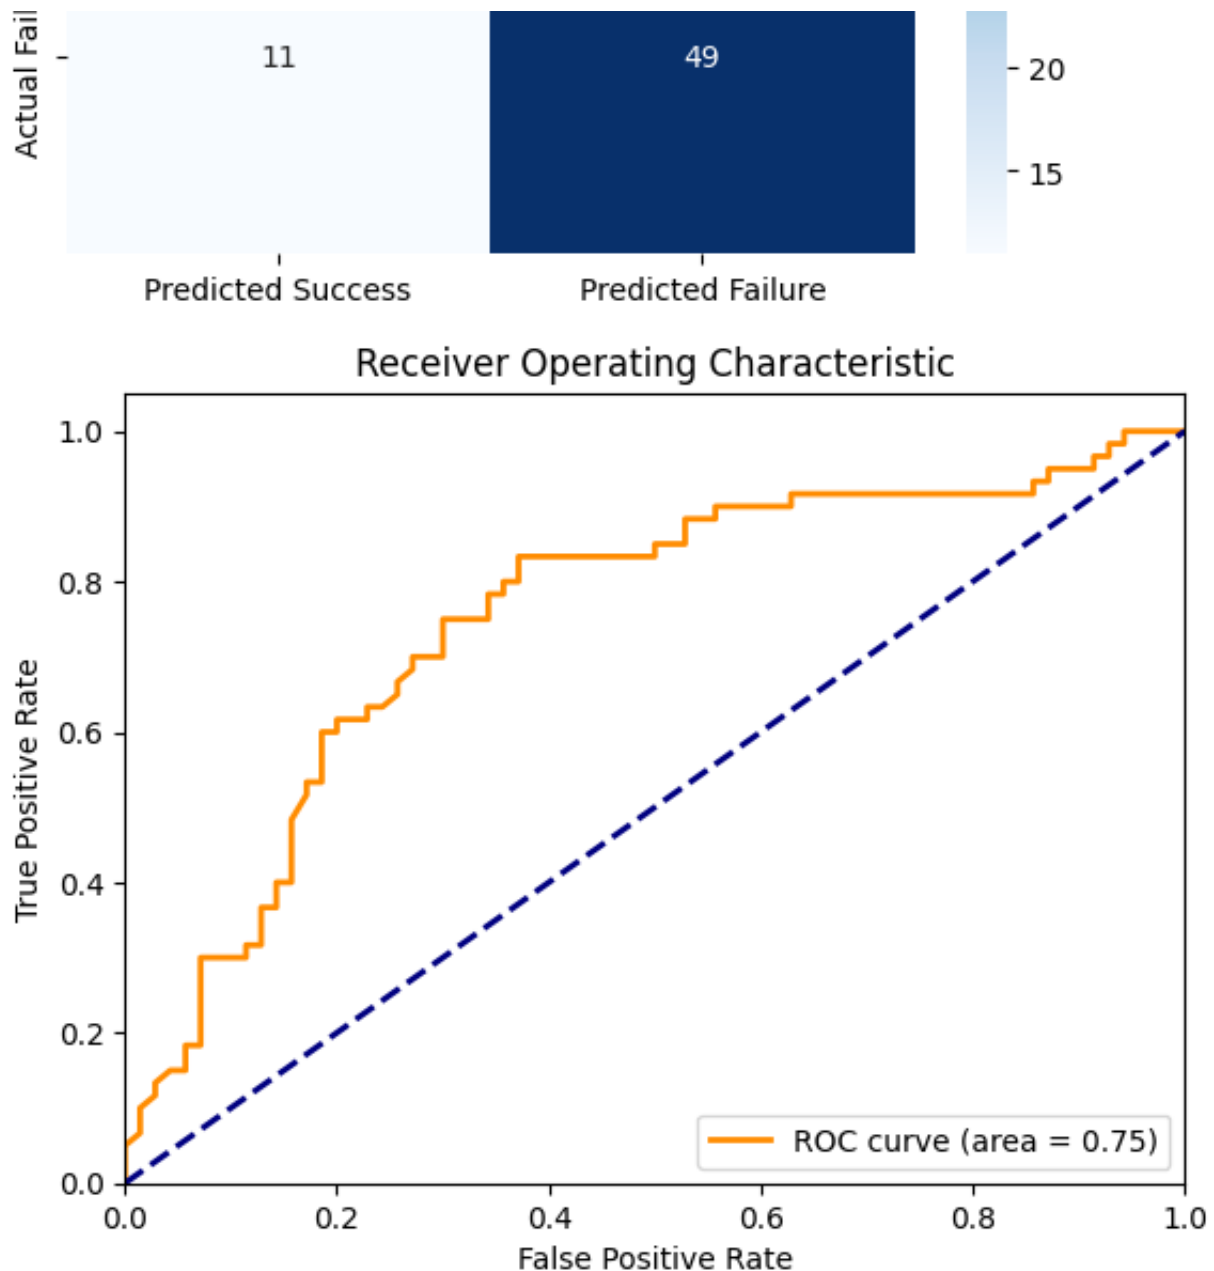 Actual Fail
11
49
20
15
Predicted Success
Predicted Failure
Receiver Operating Characteristic
1.0
0.8
0.6
0.4
0.2
0.0
True Positive Rate
ROC curve (area = 0.75)
0.0 0.2 0.4 0.6 0.8 1.0
False Positive Rate